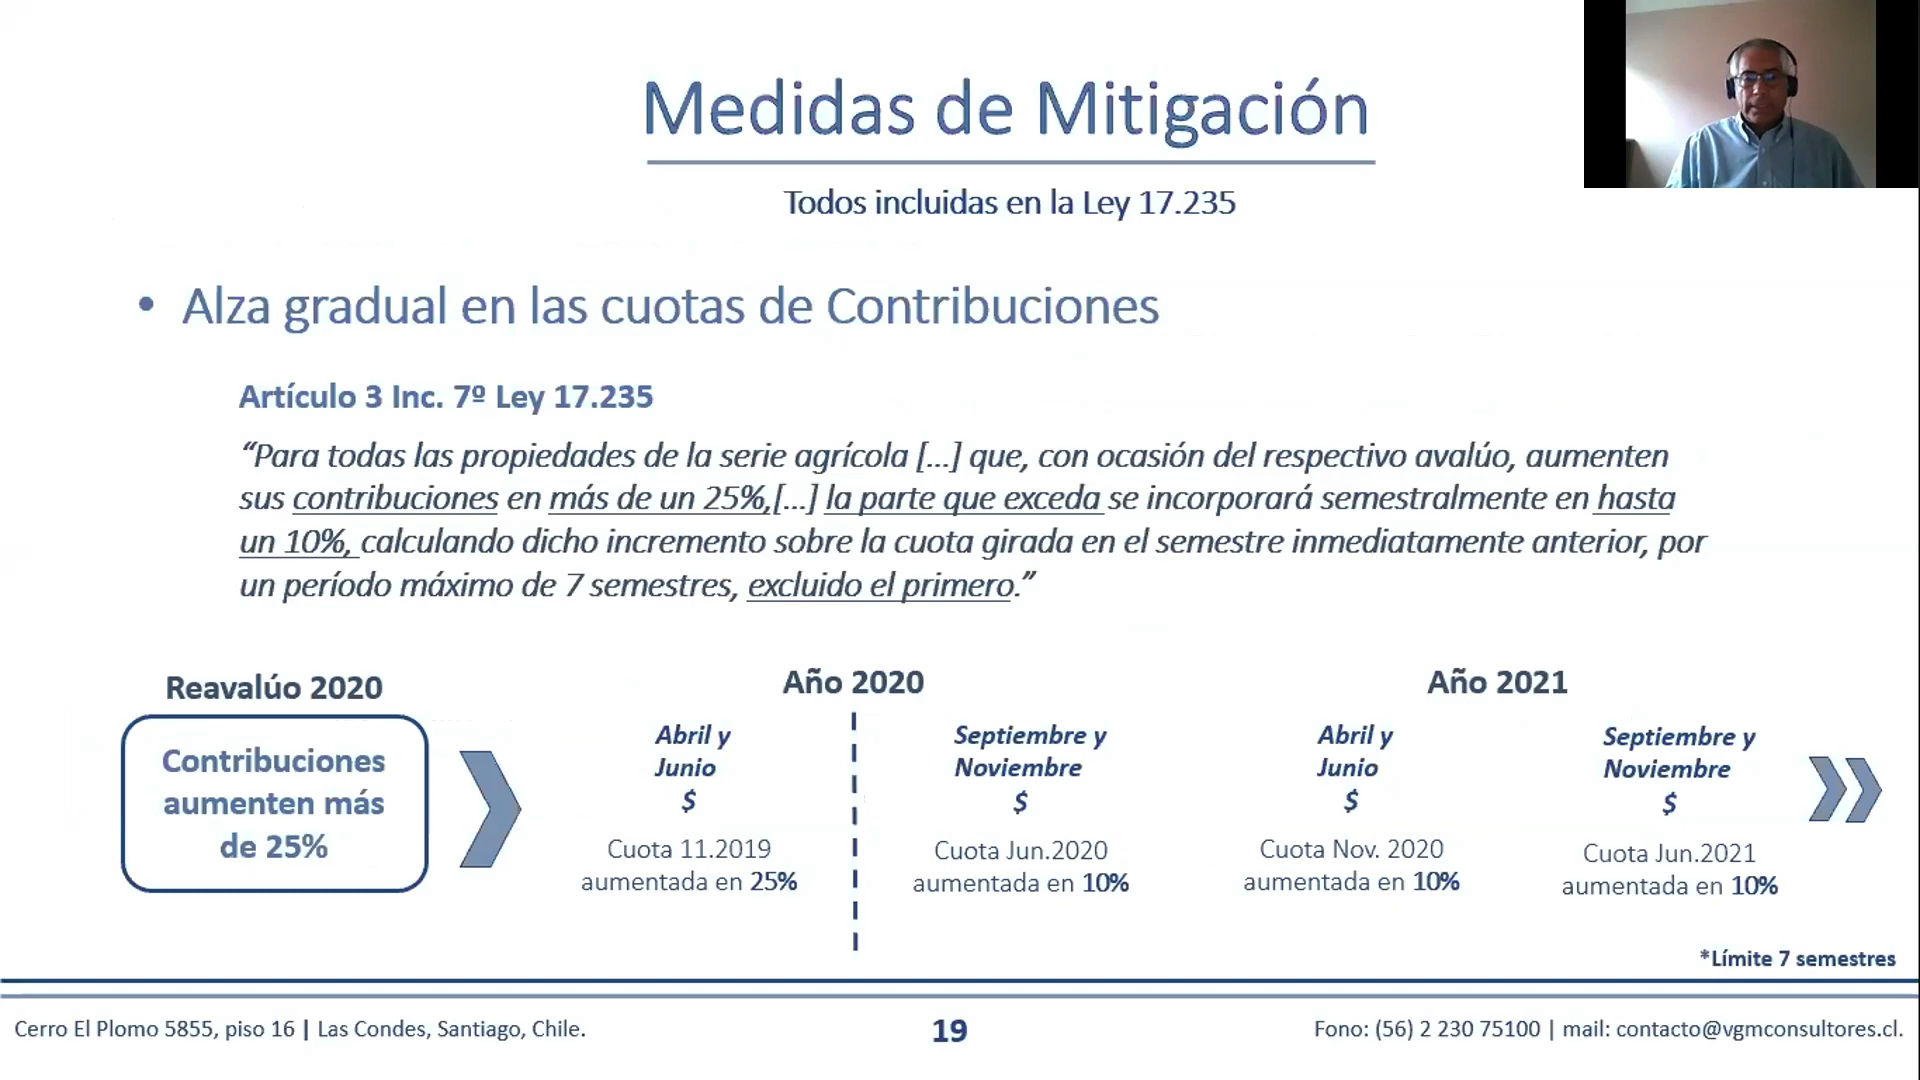 Medidas de Mitigación
Todos incluidas en la Ley 17.235
• Alza gradual en las cuotas de Contribuciones
Artículo 3 Inc. 7º Ley 17.235
“Para todas las propiedades de la serie agrícola [...] que, con ocasión del respectivo avalúo, aumenten
sus contribuciones en más de un 25%,[...] la parte que exceda se incorporará semestralmente en hasta
un 10%, calculando dicho incremento sobre la cuota girada en el semestre inmediatamente anterior, por
un período máximo de 7 semestres, excluido el primero.”
Reavalúo 2020
Contribuciones
aumenten más
de 25%
Año 2020
Abril y
Junio
$
Cuota 11.2019
aumentada en 25%
Septiembre y
Noviembre
$
Cuota Jun.2020
aumentada en 10%
Año 2021
Abril y
Junio
$
Cuota Nov. 2020
aumentada en 10%
Septiembre y
Noviembre
$
Cuota Jun.2021
aumentada en 10%
*Límite 7 semestres
Cerro El Plomo 5855, piso 16 | Las Condes, Santiago, Chile.
19
Fono: (56) 2 230 75100 | mail: contacto@vgmconsultores.cl.